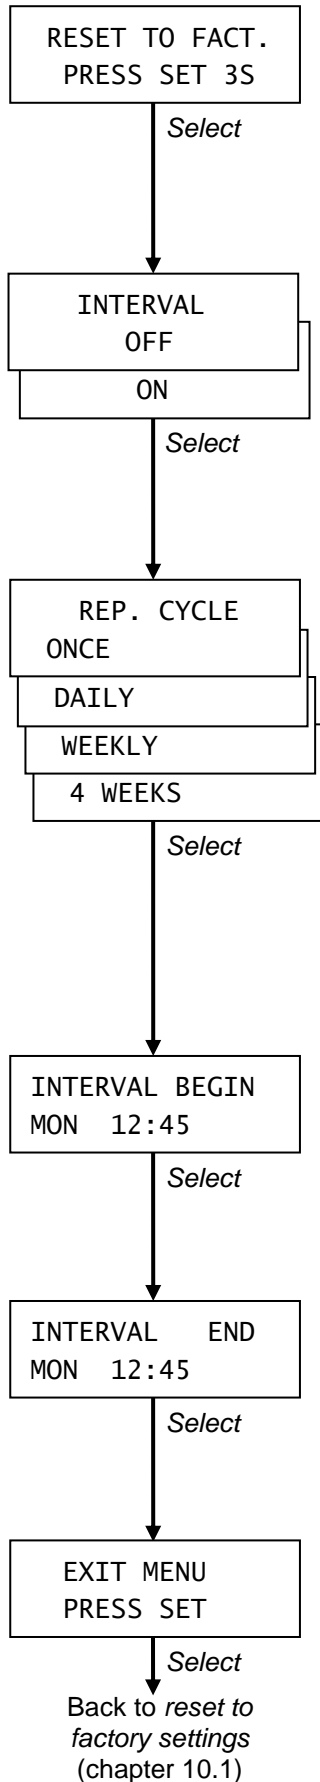 RESET TO FACT.
PRESS SET 3S
Select
INTERVAL
OFF
ON
Select
REP. CYCLE
ONCE
DAILY
WEEKLY
4 WEEKS
Select
INTERVAL BEGIN
MON 12:45
Select
INTERVAL END
MON 12:45
Select
EXIT MENU
PRESS SET
Select
Back to reset to
factory settings
(chapter 10.1)